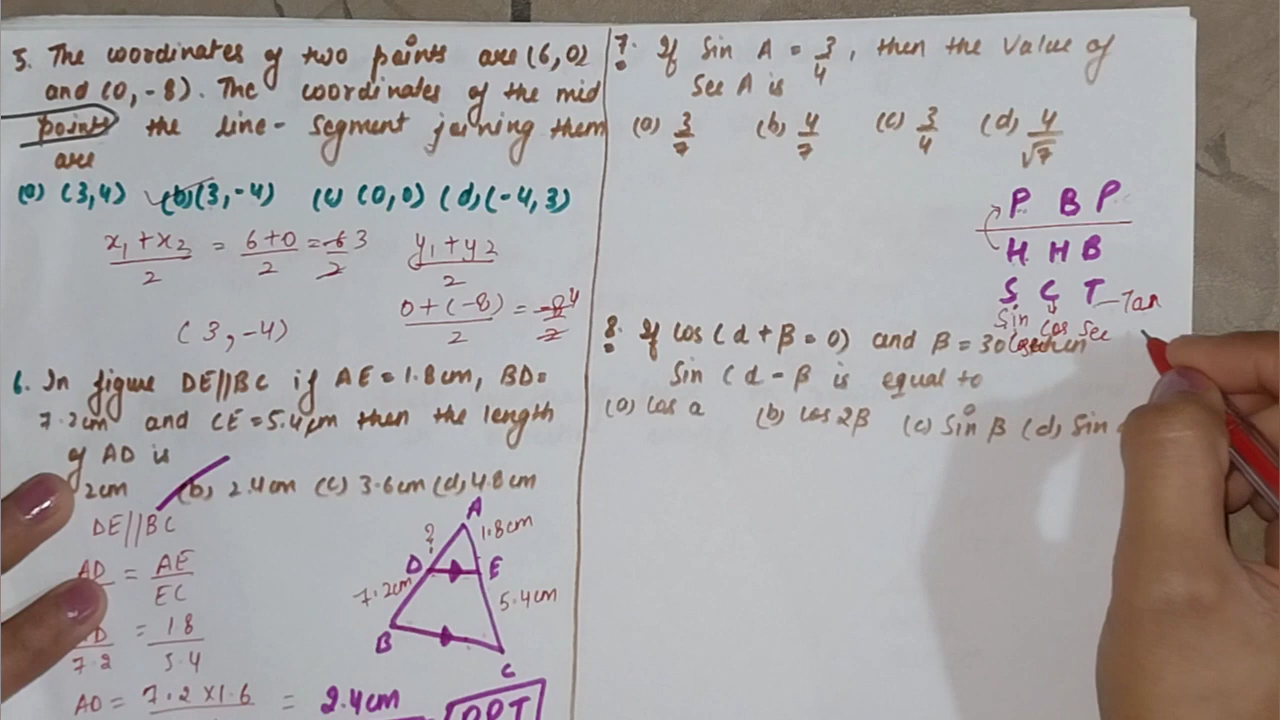 5. The coordinates of two points are (6,0)
and (0,-8). The coordinates of the mid
points the line- segment joining them
are
(a) (3,4) (b) (3,-4) (c) (0,0) (d) (-4,3)
x₁+x₂/2 = 6+0/2 = 6/2 3 y₁+y₂/2
0+(-8)/2 = -8/2 4
(3,-4)
6. In figure DE||BC if AE=1.8cm, BD=
7.2cm and CE=5.4cm then the length
of AD is
2cm (b) 2.4cm (c) 3.6cm (d) 4.8cm
DE||BC
AD = AE/EC
7.2 = 18/5.4
AD = 7.2×1.6 = 2.4cm
A
? 1.8cm
D E
7.2cm 5.4cm
B
C
7. If Sin A = 3/4, then the value of
Sec A is
(a) 3/7 (b) 4/7 (c) 3/4 (d) 4/√7
P B P
H H B
S C T - Tan
Sin Cos Sec
8. If cos(α+β=0) and β=30 then
Sin (α-β is equal to
(a) cos a (b) cos 2β (c) Sin β (d) Sin